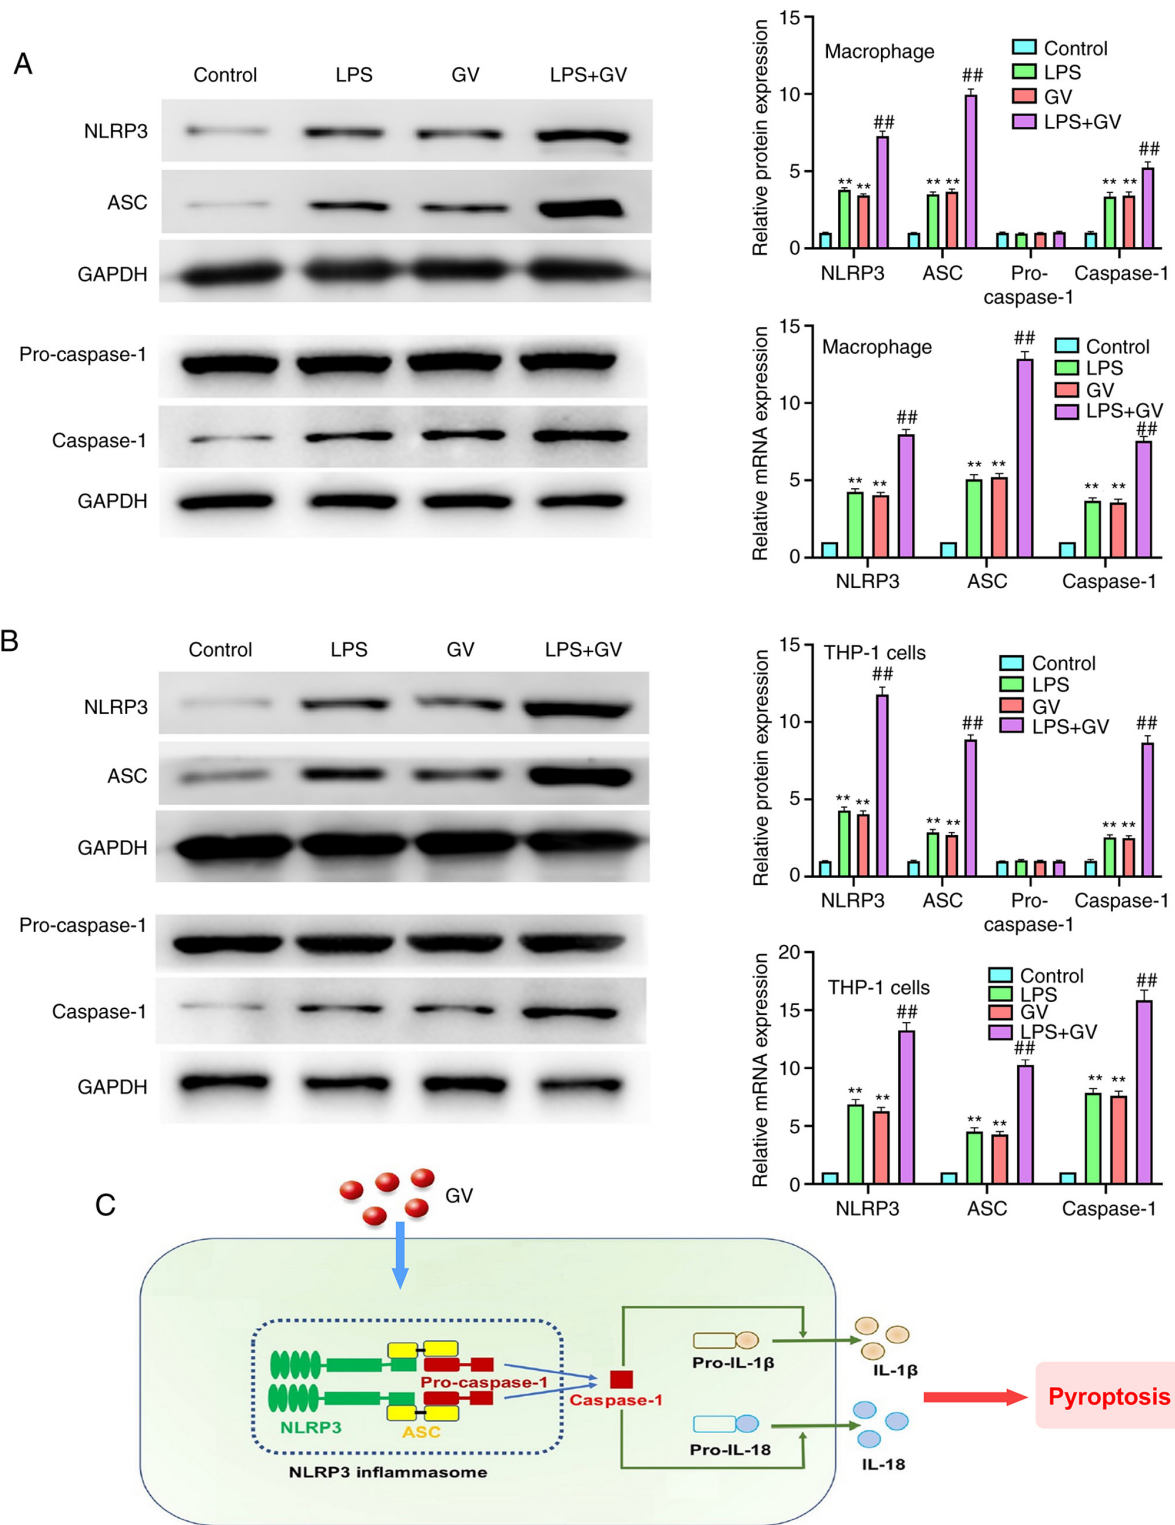 A
Control LPS GV LPS+GV
NLRP3
ASC
GAPDH
Pro-caspase-1
Caspase-1
GAPDH
Relative protein expression
15
10
5
0
Macrophage
Control
LPS
GV
LPS+GV
** ** ##
** ** ##
** ** ##
NLRP3 ASC Pro-caspase-1 Caspase-1
Relative mRNA expression
15
10
5
0
Macrophage
Control
LPS
GV
LPS+GV
** ** ##
** ** ##
** ** ##
NLRP3 ASC Caspase-1
B
Control LPS GV LPS+GV
NLRP3
ASC
GAPDH
Pro-caspase-1
Caspase-1
GAPDH
Relative protein expression
15
10
5
0
THP-1 cells
Control
LPS
GV
LPS+GV
** ** ##
** ** ##
** ** ##
NLRP3 ASC Pro-caspase-1 Caspase-1
Relative mRNA expression
20
15
10
5
0
THP-1 cells
Control
LPS
GV
LPS+GV
** ** ##
** ** ##
** ** ##
NLRP3 ASC Caspase-1
C
GV
Pro-caspase-1
NLRP3
ASC
NLRP3 inflammasome
Caspase-1
Pro-IL-1β
IL-1β
Pro-IL-18
IL-18
Pyroptosis